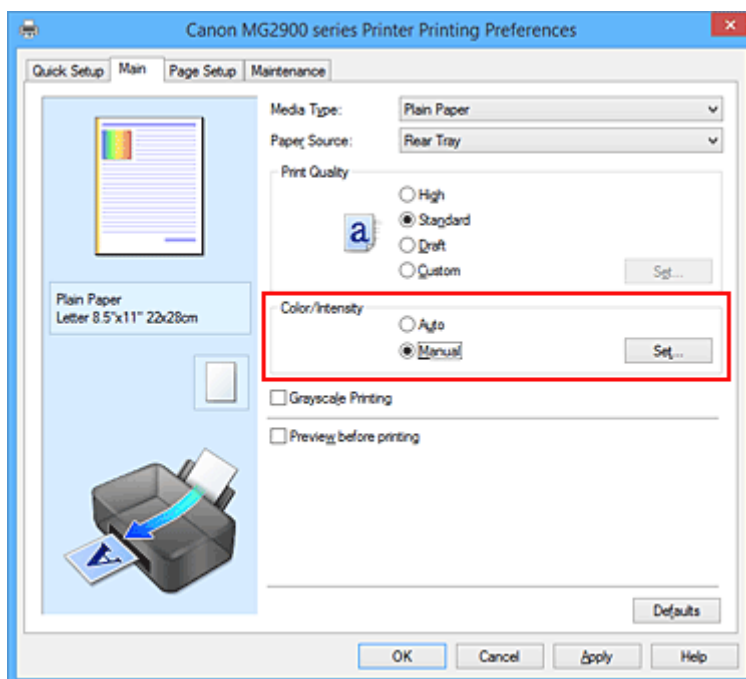 Canon MG2900 series Printer Printing Preferences
Quick Setup Main Page Setup Maintenance
Media Type: Plain Paper
Paper Source: Rear Tray
Print Quality
High
a Standard
Draft
Custom Set...
Plain Paper
Letter 8.5"x11" 22x28cm
Color/Intensity
Auto
Manual Set...
Grayscale Printing
Preview before printing
A
Defaults
OK Cancel Apply Help